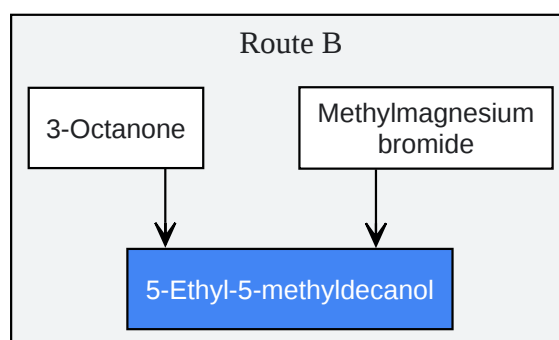 Route B
3-Octanone
Methylmagnesium
bromide
5-Ethyl-5-methyldecanol